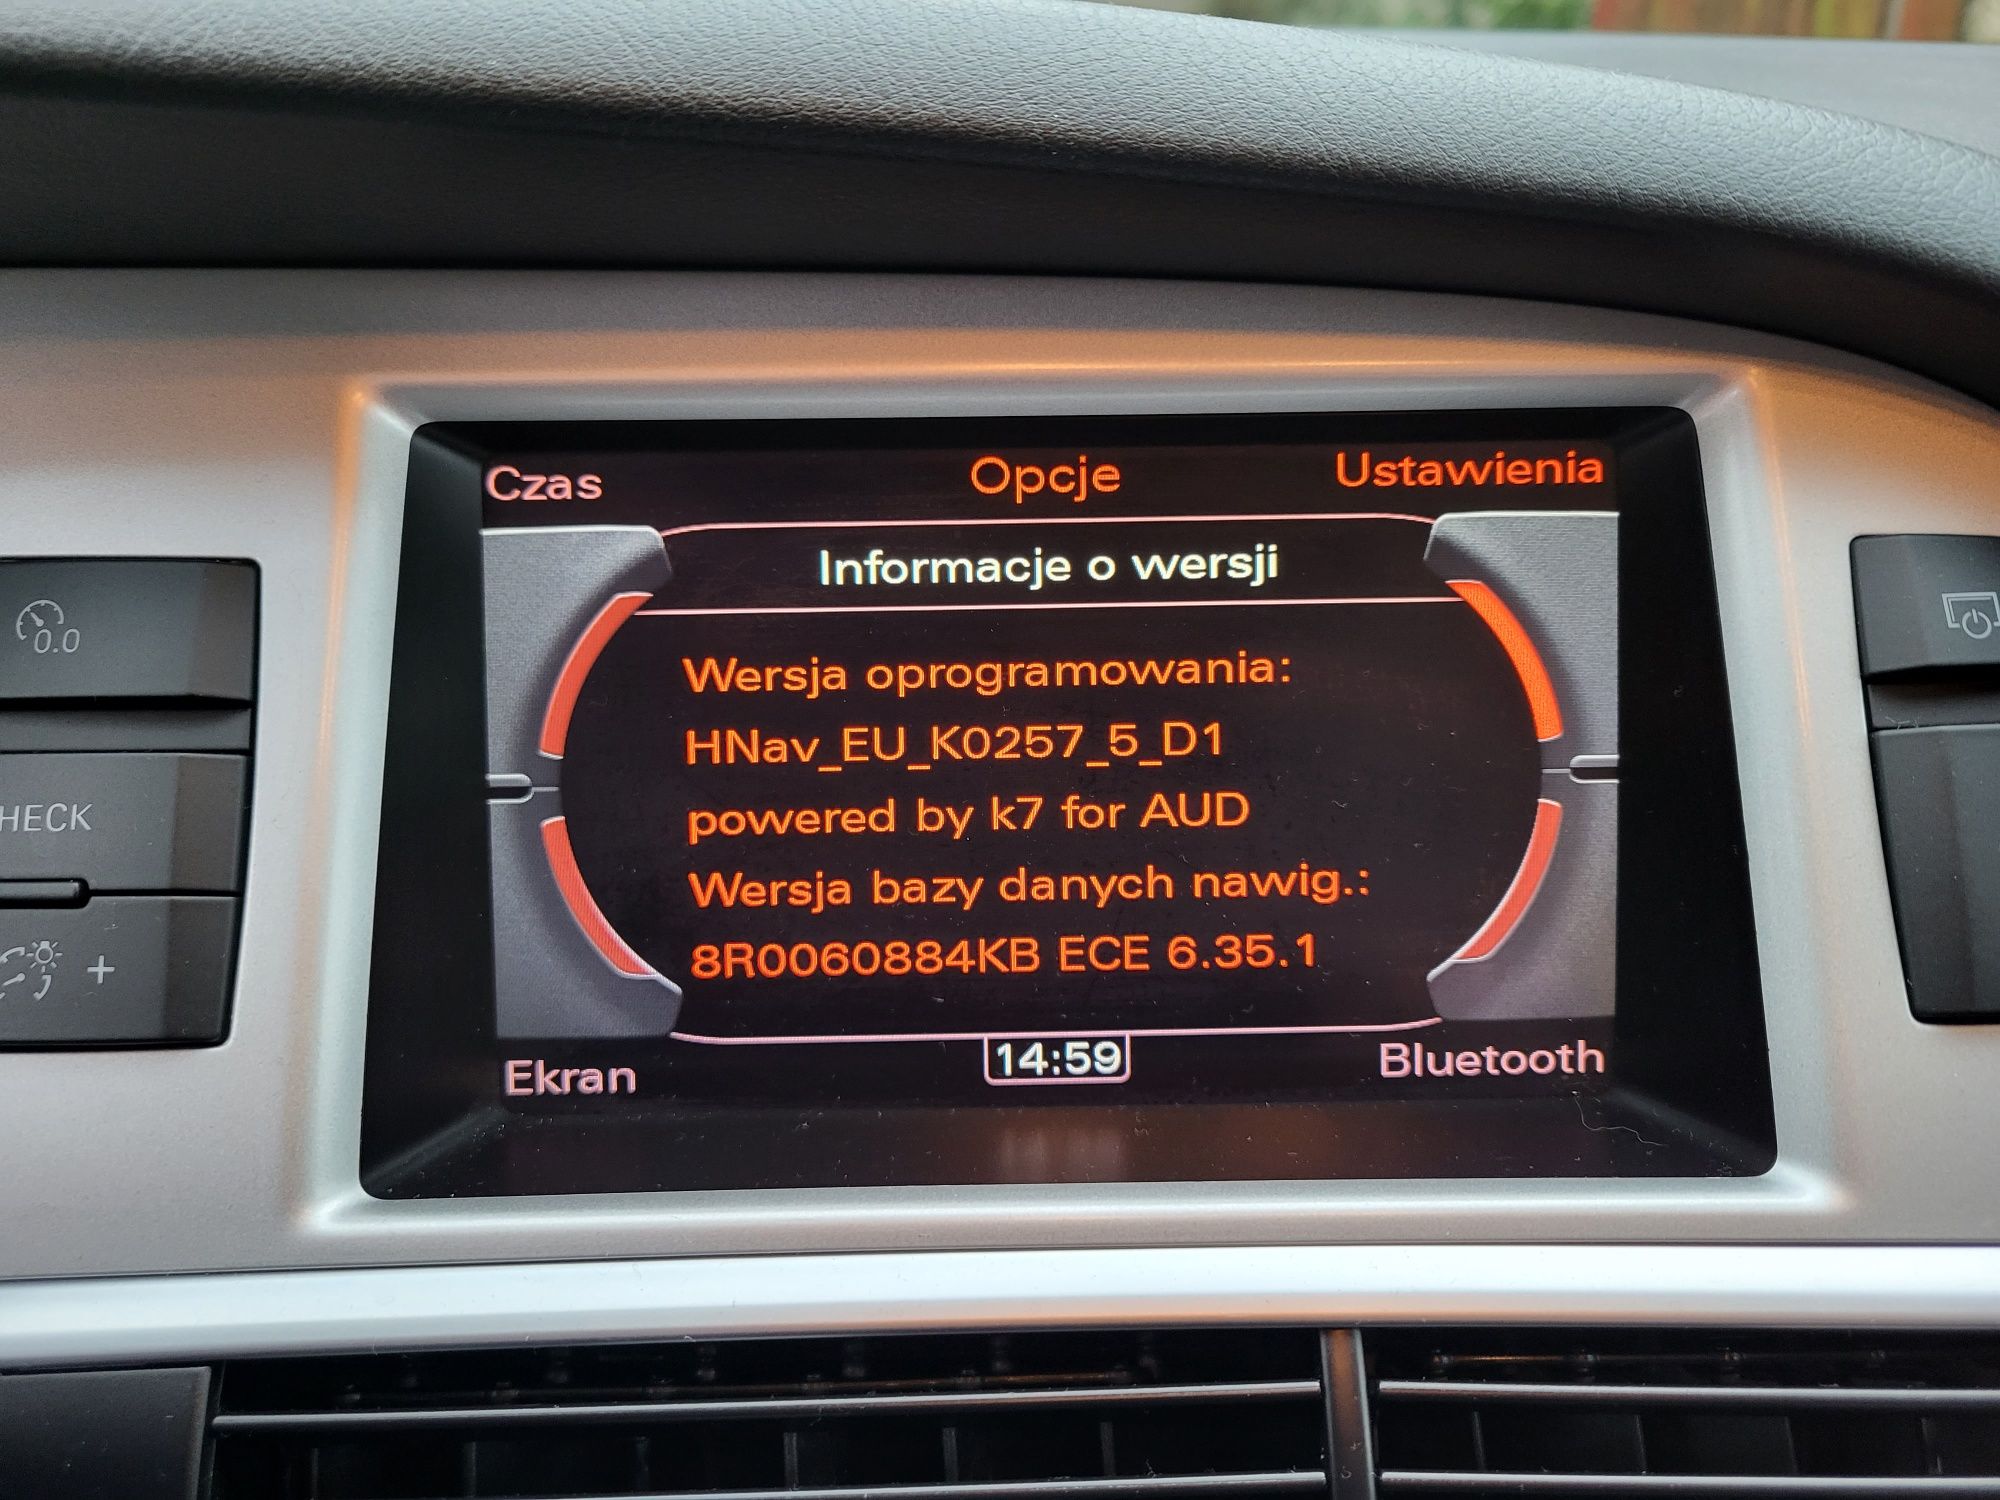 Czas
Opcje
Ustawienia
Informacje o wersji
Wersja oprogramowania:
HNav_EU_K0257_5_D1
powered by k7 for AUD
Wersja bazy danych nawig.:
8R0060884KB ECE 6.35.1
Ekran
14:59
Bluetooth
0.0
HECK
+